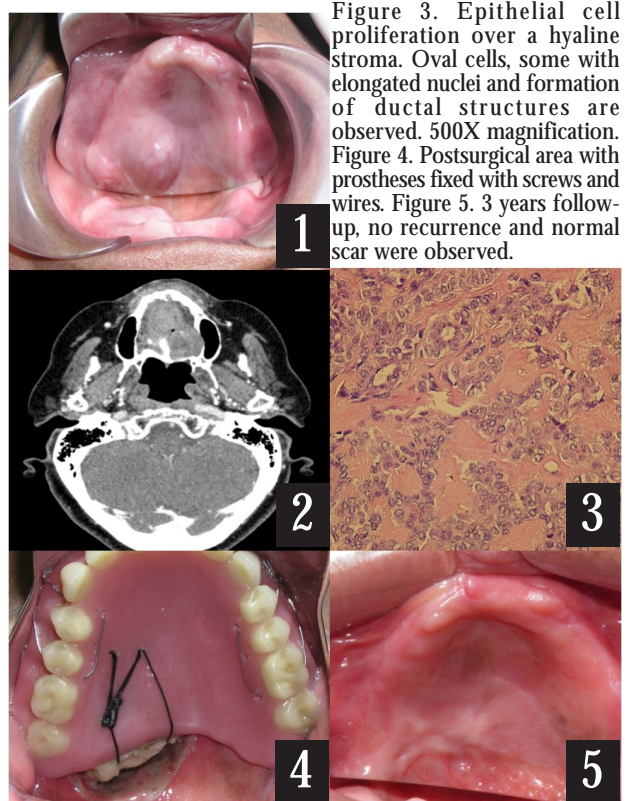 Figure 3. Epithelial cell
proliferation over a hyaline
stroma. Oval cells, some with
elongated nuclei and formation
of ductal structures are
observed. 500X magnification.
Figure 4. Postsurgical area with
prostheses fixed with screws and
wires. Figure 5. 3 years follow-
up, no recurrence and normal
scar were observed.
1
2
3
4
5